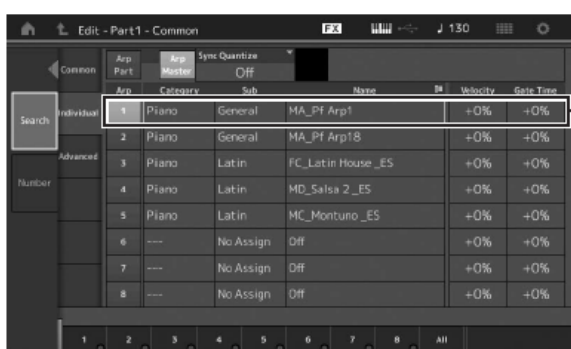 Edit - Part1 - Common FX 130
Common Arp Part Arp Master Sync Quantize Off
Arp Category Sub Name Velocity Gate Time
Search Individual 1 Piano General MA_Pf Arp1 +0% +0%
2 Piano General MA_Pf Arp18 +0% +0%
Advanced 3 Piano Latin FC_Latin House _ES +0% +0%
Number 4 Piano Latin MD_Salsa 2 _ES +0% +0%
5 Piano Latin MC_Montuno _ES +0% +0%
6 --- No Assign Off +0% +0%
7 --- No Assign Off +0% +0%
8 --- No Assign Off +0% +0%
1 2 3 4 5 6 7 8 All